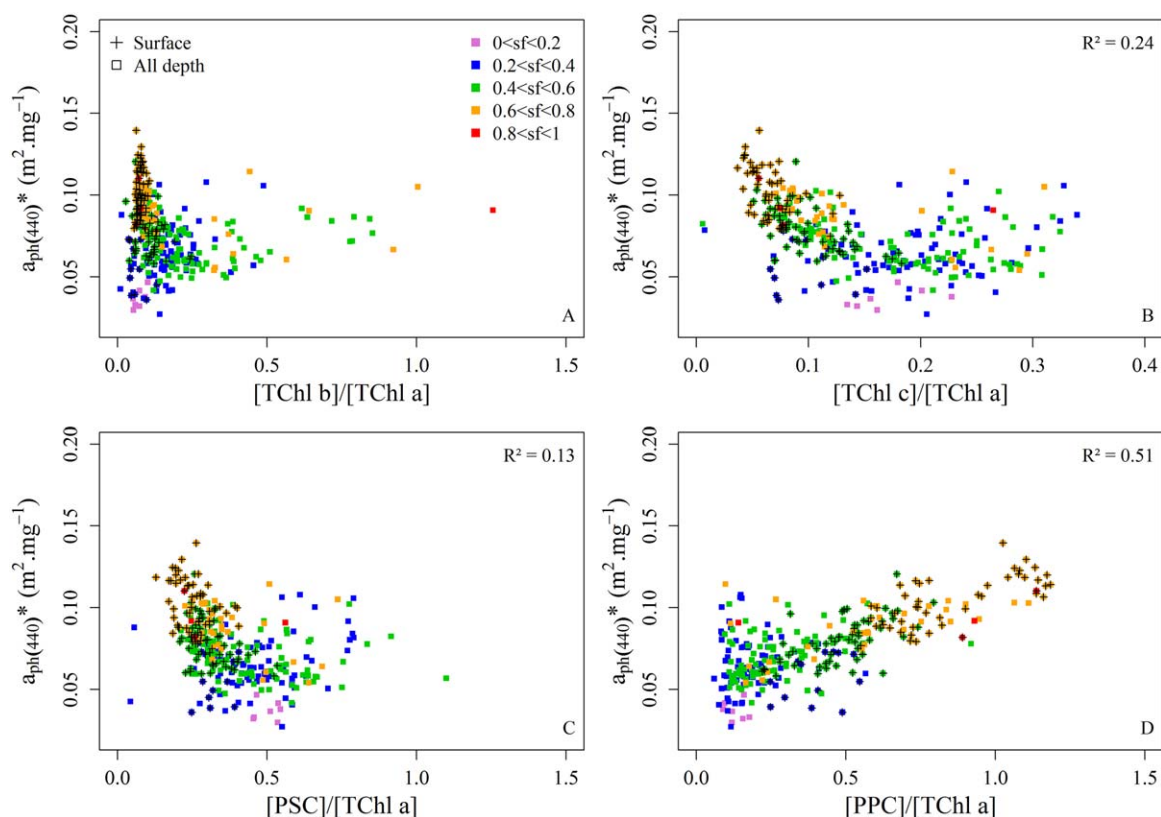 0.20
0.15
0.10
0.05
aph(440)* (m².mg⁻¹)
+ Surface
□ All depth
0<sf<0.2
0.2<sf<0.4
0.4<sf<0.6
0.6<sf<0.8
0.8<sf<1
A
0.0 0.5 1.0 1.5
[TChl b]/[TChl a]
0.20
0.15
0.10
0.05
aph(440)* (m².mg⁻¹)
R² = 0.24
B
0.0 0.1 0.2 0.3 0.4
[TChl c]/[TChl a]
0.20
0.15
0.10
0.05
aph(440)* (m².mg⁻¹)
R² = 0.13
C
0.0 0.5 1.0 1.5
[PSC]/[TChl a]
0.20
0.15
0.10
0.05
aph(440)* (m².mg⁻¹)
R² = 0.51
D
0.0 0.5 1.0 1.5
[PPC]/[TChl a]